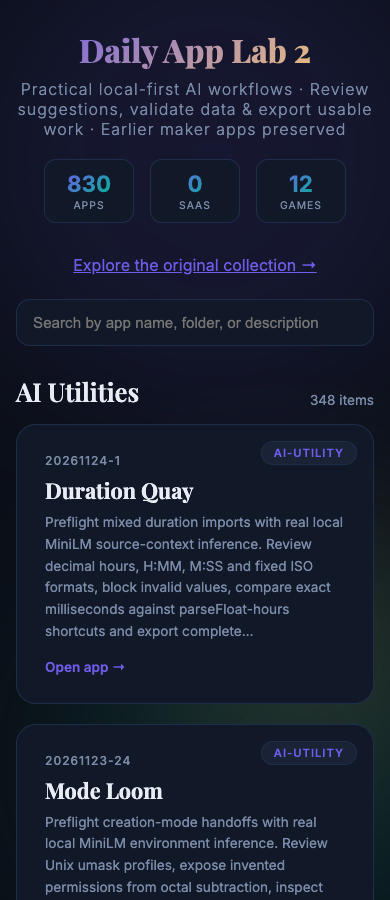 Daily App Lab 2
Practical local-first AI workflows · Review
suggestions, validate data & export usable
work · Earlier maker apps preserved
830
APPS
0
SAAS
12
GAMES
Explore the original collection →
Search by app name, folder, or description
AI Utilities
348 items
AI-UTILITY
20261124-1
Duration Quay
Preflight mixed duration imports with real local
MiniLM source-context inference. Review
decimal hours, H:MM, M:SS and fixed ISO
formats, block invalid values, compare exact
milliseconds against parseFloat-hours
shortcuts and export complete...
Open app →
AI-UTILITY
20261123-24
Mode Loom
Preflight creation-mode handoffs with real
local MiniLM environment inference. Review
Unix umask profiles, expose invented
permissions from octal subtraction, inspect